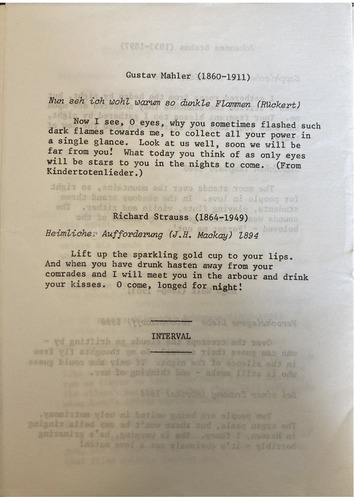 Gustav Mahler (1860-1911)
Nun seh ich wohl warum so dunkle Flammen (Rückert)
Now I see, O eyes, why you sometimes flashed such
dark flames towards me, to collect all your power in
a single glance. Look at us well, soon we will be
far from you! What today you think of as only eyes
will be stars to you in the nights to come. (From
Kindertotenlieder.)
Richard Strauss (1864-1949)
Heimlicher Aufforderung (J.H. Mackay) 1894
Lift up the sparkling gold cup to your lips.
And when you have drunk hasten away from your
comrades and I will meet you in the arbour and drink
your kisses. O come, longed for night!
INTERVAL